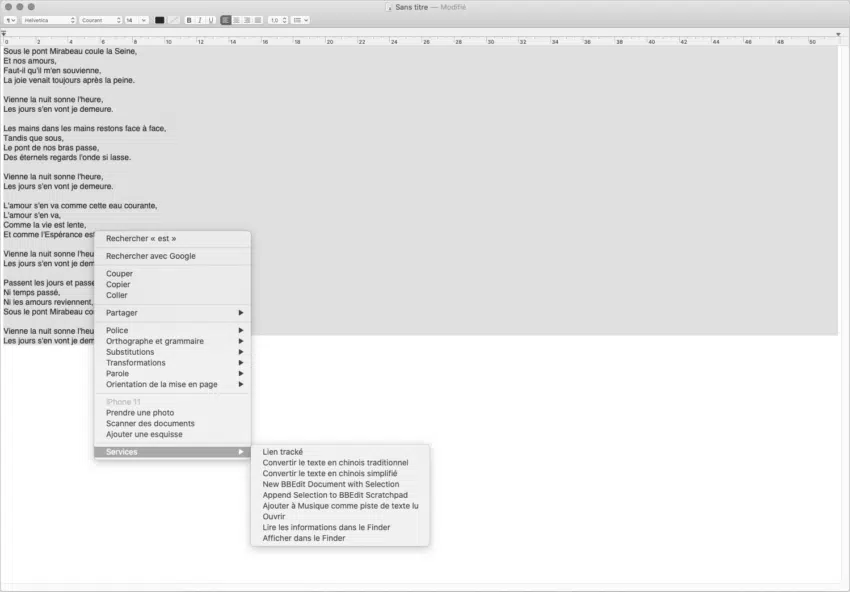 Sans titre — Modifié
Helvetica Courant 14 B I U 1.0
0 2 4 6 8 10 12 14 16 18 20 22 24 26 28 30 32 34 36 38 40 42 44 46 48 50
Sous le pont Mirabeau coule la Seine,
Et nos amours,
Faut-il qu'il m'en souvienne,
La joie venait toujours après la peine.
Vienne la nuit sonne l'heure,
Les jours s'en vont je demeure.
Les mains dans les mains restons face à face,
Tandis que sous,
Le pont de nos bras passe,
Des éternels regards l'onde si lasse.
Vienne la nuit sonne l'heure,
Les jours s'en vont je demeure.
L'amour s'en va comme cette eau courante,
L'amour s'en va,
Comme la vie est lente,
Et comme l'Espérance est
Vienne la nuit sonne l'heu
Les jours s'en vont je dem
Passent les jours et passe
Ni temps passé,
Ni les amours reviennent,
Sous le pont Mirabeau co
Vienne la nuit sonne l'heu
Les jours s'en vont je dem
Rechercher « est »
Rechercher avec Google
Couper
Copier
Coller
Partager
Police
Orthographe et grammaire
Substitutions
Transformations
Parole
Orientation de la mise en page
iPhone 11
Prendre une photo
Scanner des documents
Ajouter une esquisse
Services
Lien tracké
Convertir le texte en chinois traditionnel
Convertir le texte en chinois simplifié
New BBEdit Document with Selection
Append Selection to BBEdit Scratchpad
Ajouter à Musique comme piste de texte lu
Ouvrir
Lire les informations dans le Finder
Afficher dans le Finder